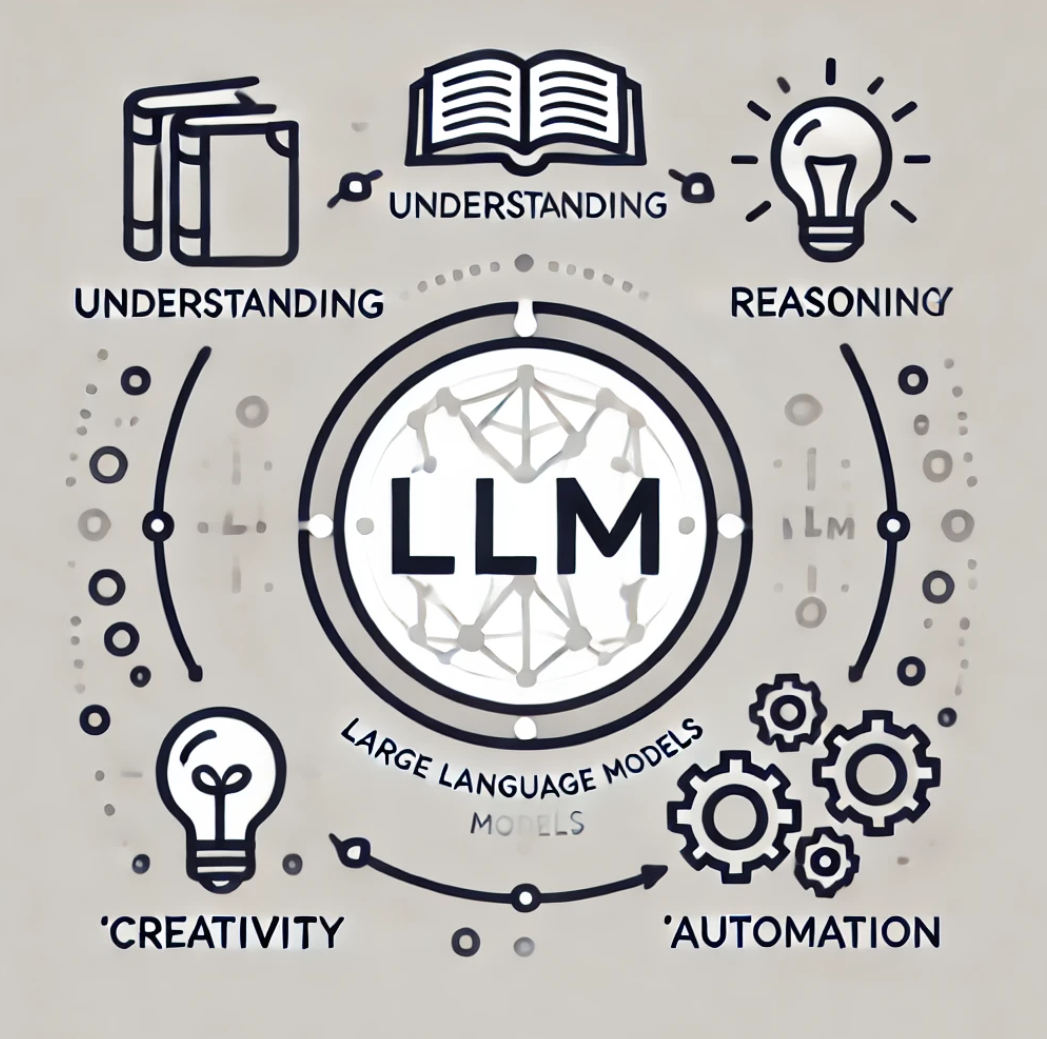 UNDERSTANDING
UNDERSTANDING
REASONING
LLM
LLM
LARGE LANGUAGE MODELS
MODELS
'CREATIVITY
'AUTOMATION